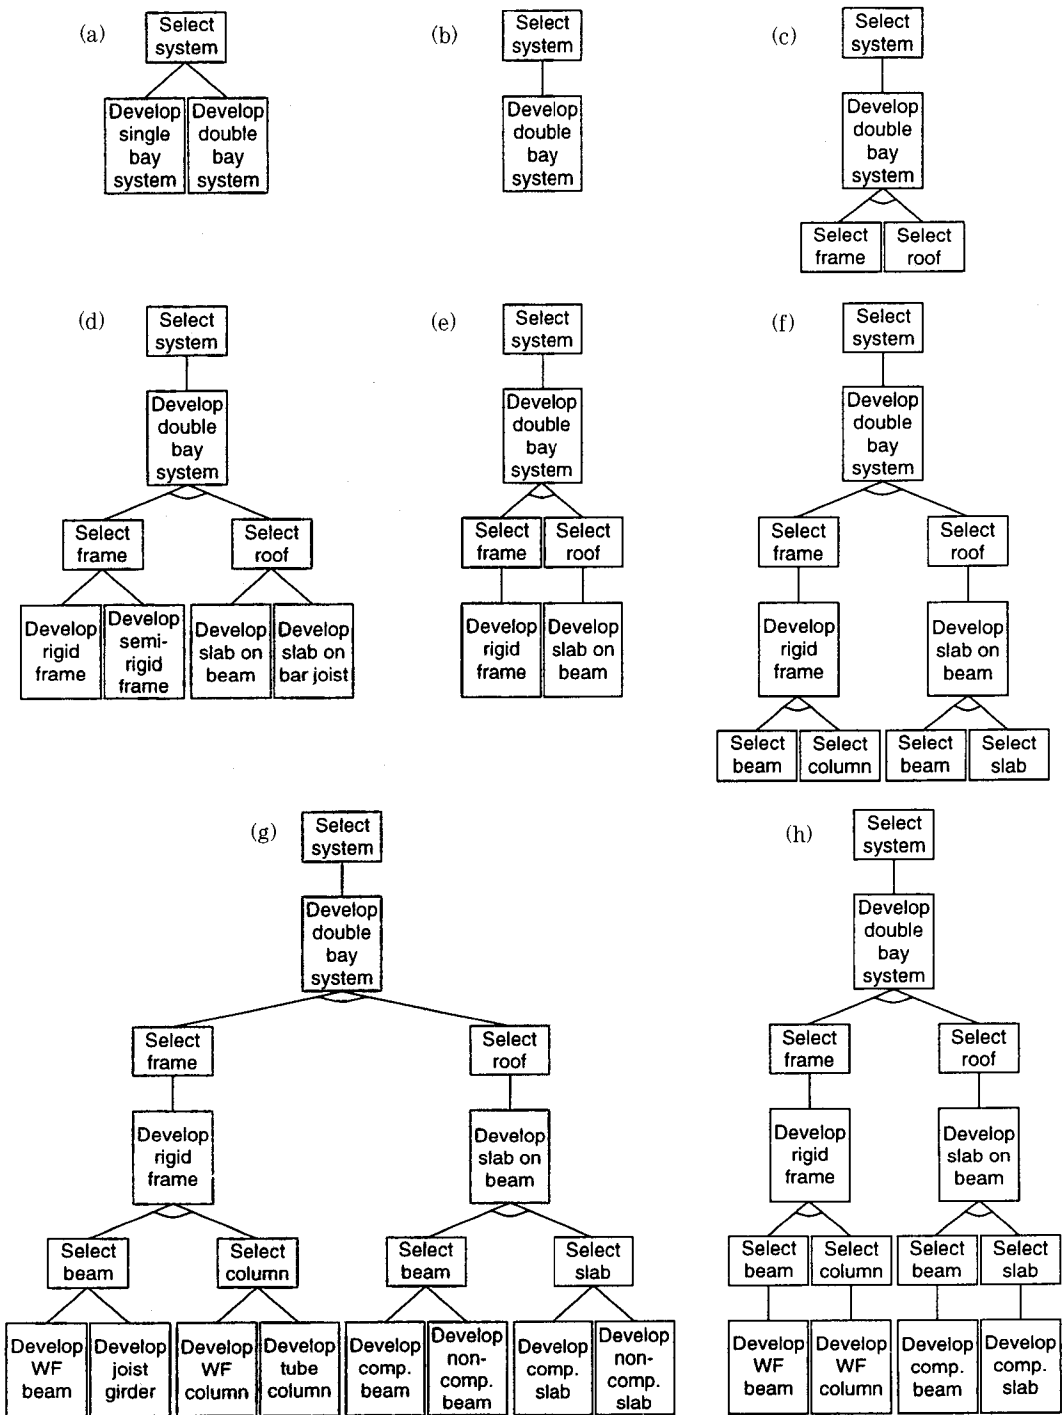 (a)
Select
system
Develop
single
bay
system
Develop
double
bay
system
(b)
Select
system
Develop
double
bay
system
(c)
Select
system
Develop
double
bay
system
Select
frame
Select
roof
(d)
Select
system
Develop
double
bay
system
Select
frame
Select
roof
Develop
rigid
frame
Develop
semi-
rigid
frame
Develop
slab on
beam
Develop
slab on
bar joist
(e)
Select
system
Develop
double
bay
system
Select
frame
Select
roof
Develop
rigid
frame
Develop
slab on
beam
(f)
Select
system
Develop
double
bay
system
Select
frame
Select
roof
Develop
rigid
frame
Develop
slab on
beam
Select
beam
Select
column
Select
beam
Select
slab
(g)
Select
system
Develop
double
bay
system
Select
frame
Select
roof
Develop
rigid
frame
Develop
slab on
beam
Select
beam
Select
column
Select
beam
Select
slab
Develop
WF
beam
Develop
joist
girder
Develop
WF
column
Develop
tube
column
Develop
comp.
beam
Develop
non-
comp.
beam
Develop
comp.
slab
Develop
non-
comp.
slab
(h)
Select
system
Develop
double
bay
system
Select
frame
Select
roof
Develop
rigid
frame
Develop
slab on
beam
Select
beam
Select
column
Select
beam
Select
slab
Develop
WF
beam
Develop
WF
column
Develop
comp.
beam
Develop
comp.
slab